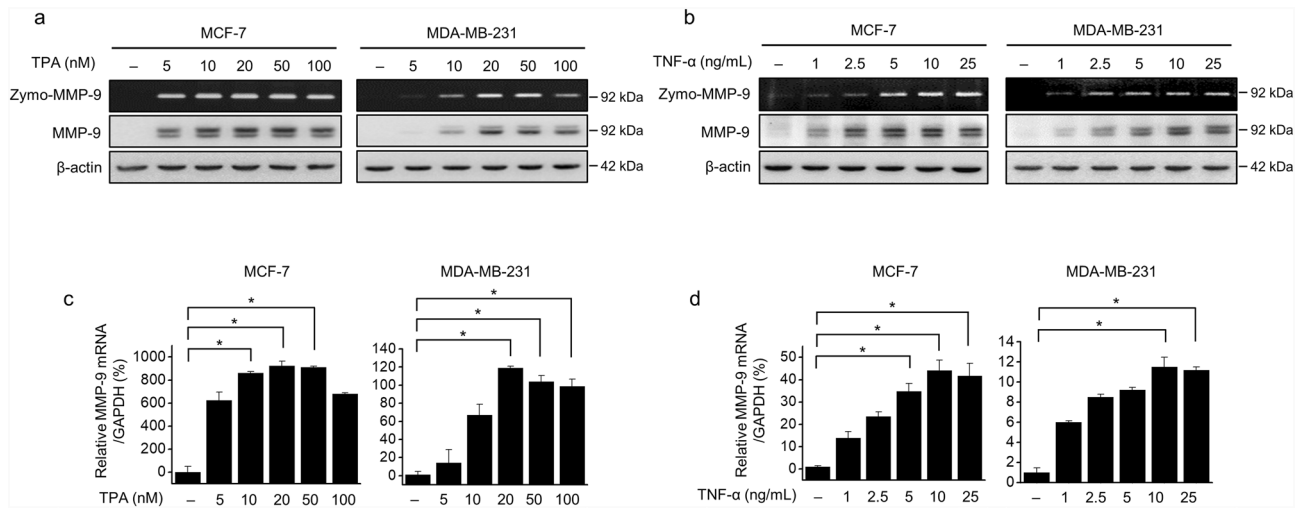 a
MCF-7 MDA-MB-231
TPA (nM) – 5 10 20 50 100 – 5 10 20 50 100
Zymo-MMP-9 92 kDa
MMP-9 92 kDa
β-actin 42 kDa
b
MCF-7 MDA-MB-231
TNF-α (ng/mL) – 1 2.5 5 10 25 – 1 2.5 5 10 25
Zymo-MMP-9 92 kDa
MMP-9 92 kDa
β-actin 42 kDa
c
MCF-7
Relative MMP-9 mRNA
/GAPDH (%)
* * *
1000
800
600
400
200
0
TPA (nM) – 5 10 20 50 100
MDA-MB-231
* * *
140
120
100
80
60
40
20
0
– 5 10 20 50 100
d
MCF-7
Relative MMP-9 mRNA
/GAPDH (%)
* * *
50
40
30
20
10
0
TNF-α (ng/mL) – 1 2.5 5 10 25
MDA-MB-231
* *
14
12
10
8
6
4
2
0
– 1 2.5 5 10 25